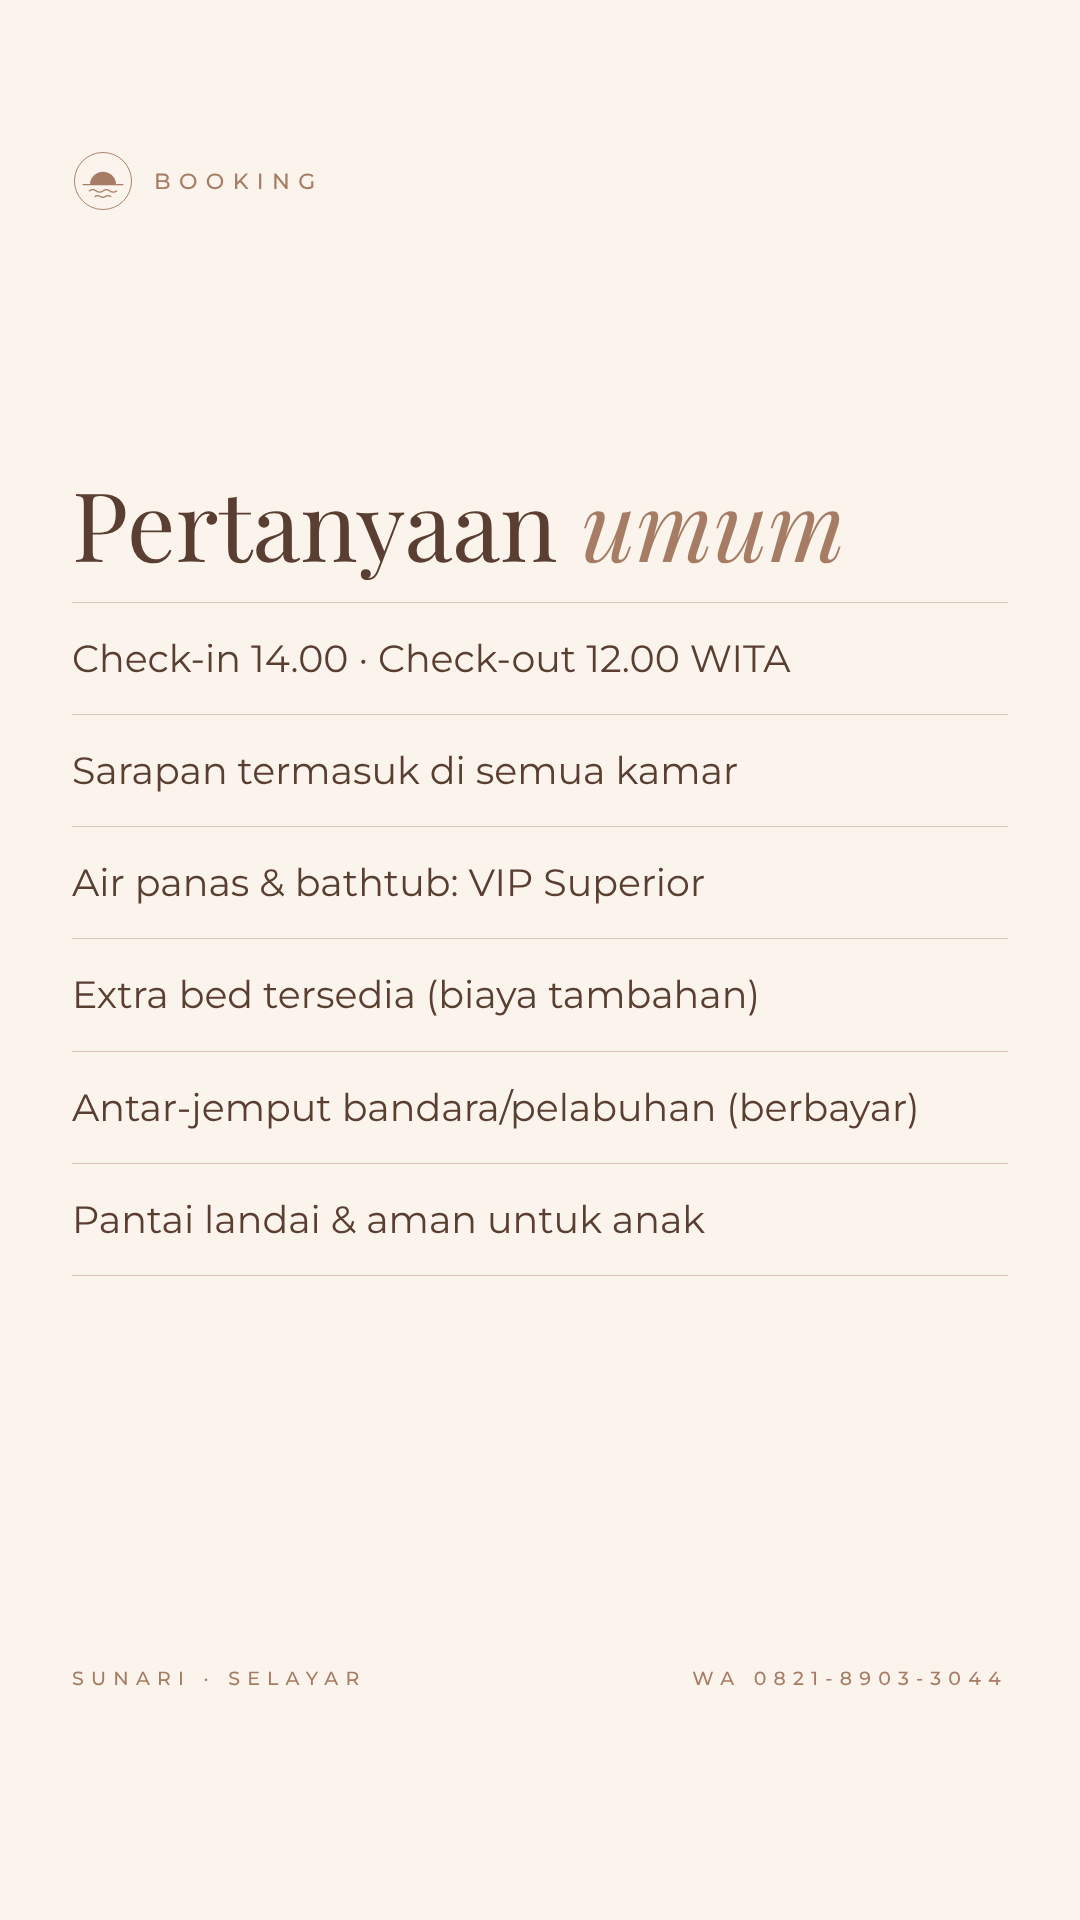 BOOKING
Pertanyaan umum
Check-in 14.00 · Check-out 12.00 WITA
Sarapan termasuk di semua kamar
Air panas & bathtub: VIP Superior
Extra bed tersedia (biaya tambahan)
Antar-jemput bandara/pelabuhan (berbayar)
Pantai landai & aman untuk anak
SUNARI · SELAYAR
WA 0821-8903-3044